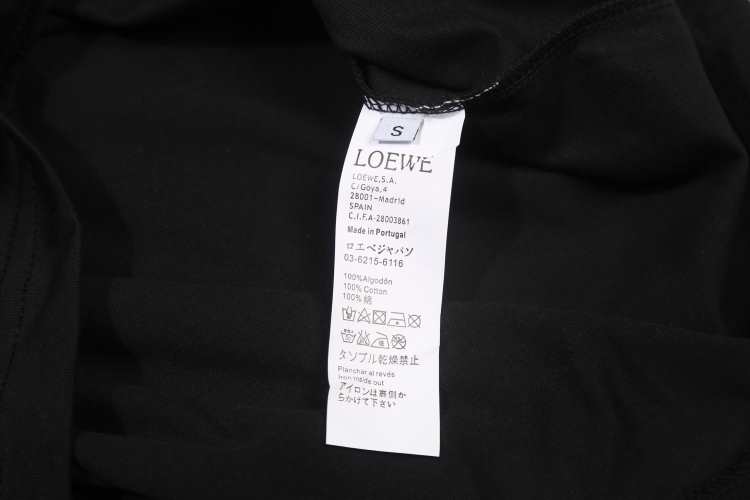 S
LOEWE
LOEWE,S.A.
C/Goya,4
28001-Madrid
SPAIN
C.I.F.A-28003861
Made in Portugal
ロエベジャパソ
03-6215-6116
100%Algodón
100% Cotton
100% 綿
タソブル乾燥禁止
Planchar al revés
Iron inside out
アイロンは裏側か
らかけて下さい